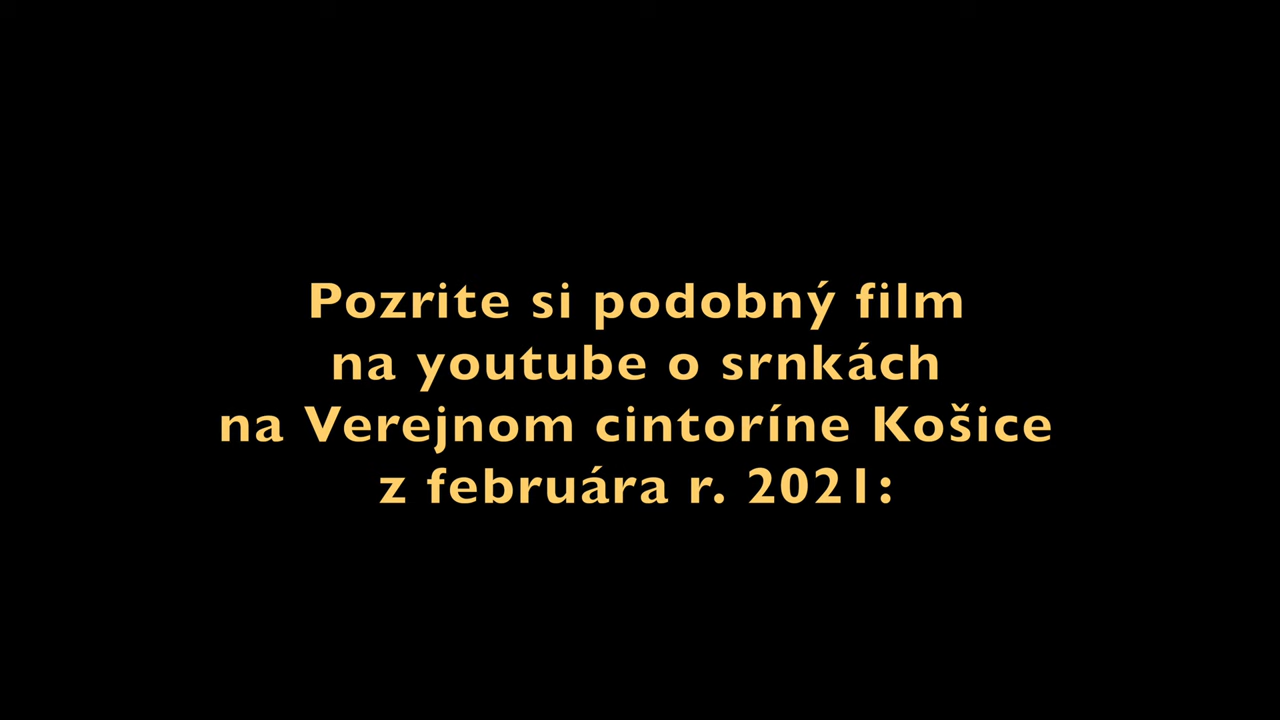 Pozrite si podobný film
na youtube o srnkách
na Verejnom cintoríne Košice
z februára r. 2021: